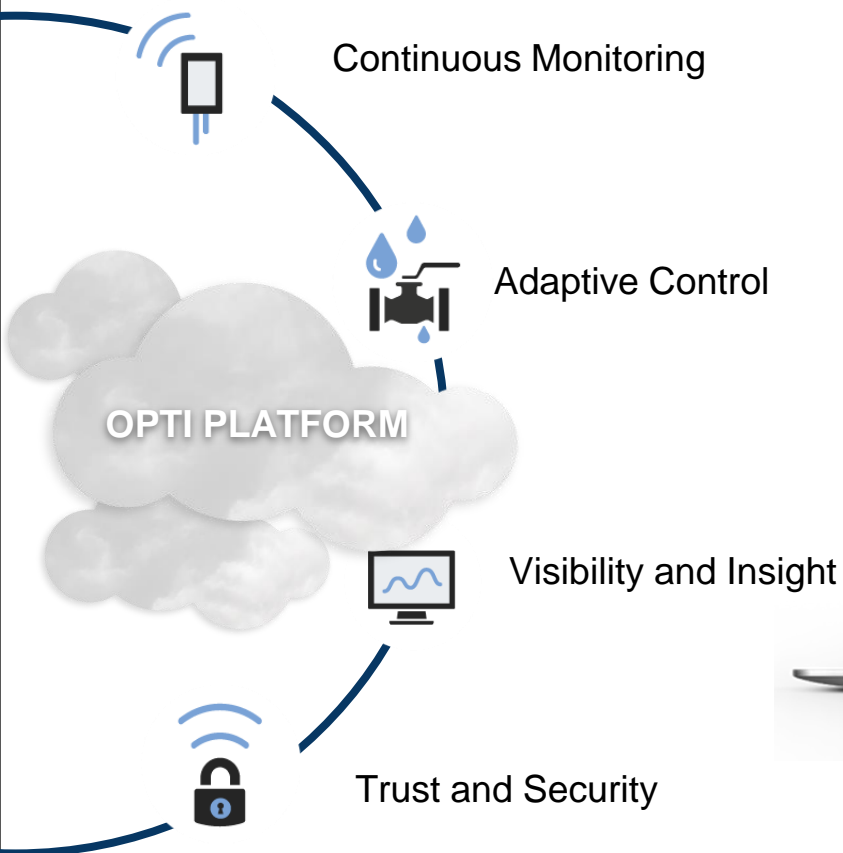 Continuous Monitoring
Adaptive Control
OPTI PLATFORM
Visibility and Insight
Trust and Security